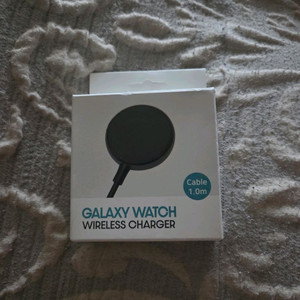 Cable
1.0m
GALAXY WATCH
WIRELESS CHARGER